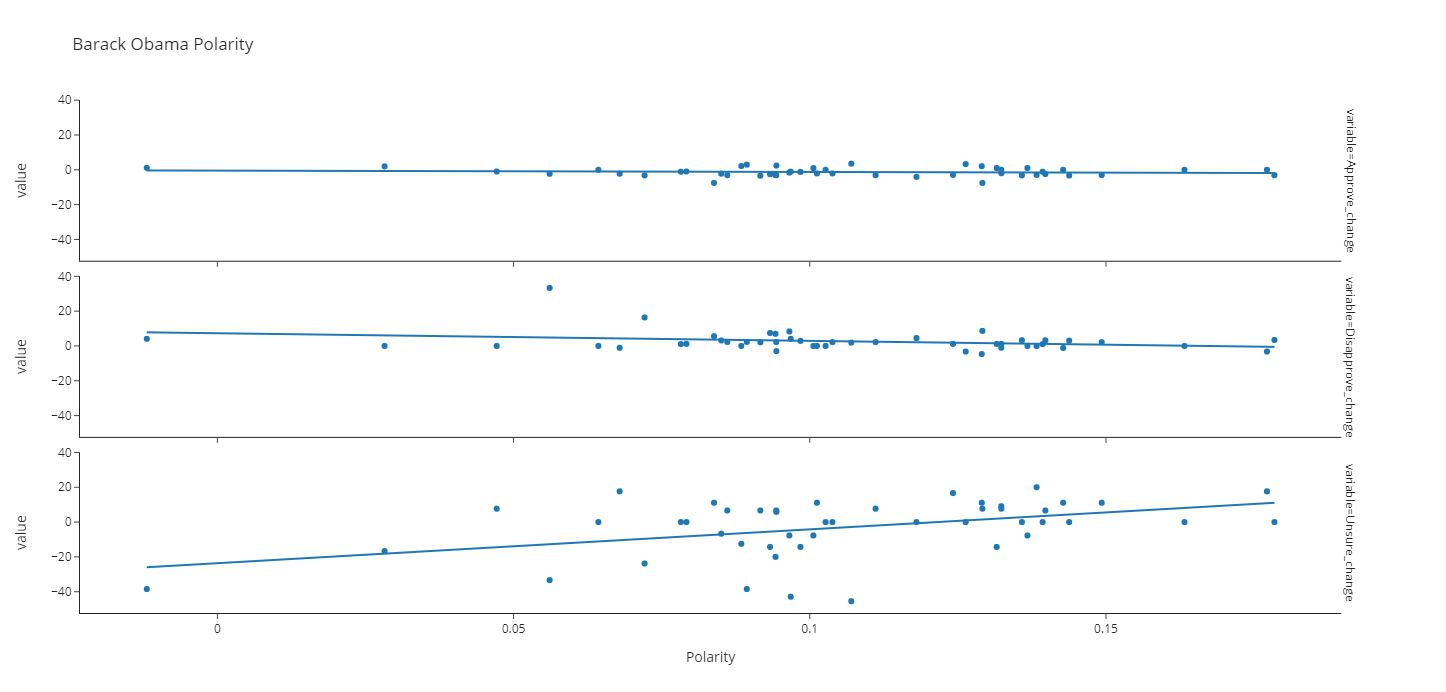 Barack Obama Polarity
40
20
0
−20
−40
value
variable=Approve_change
40
20
0
−20
−40
value
variable=Disapprove_change
40
20
0
−20
−40
value
variable=Unsure_change
0
0.05
0.1
0.15
Polarity